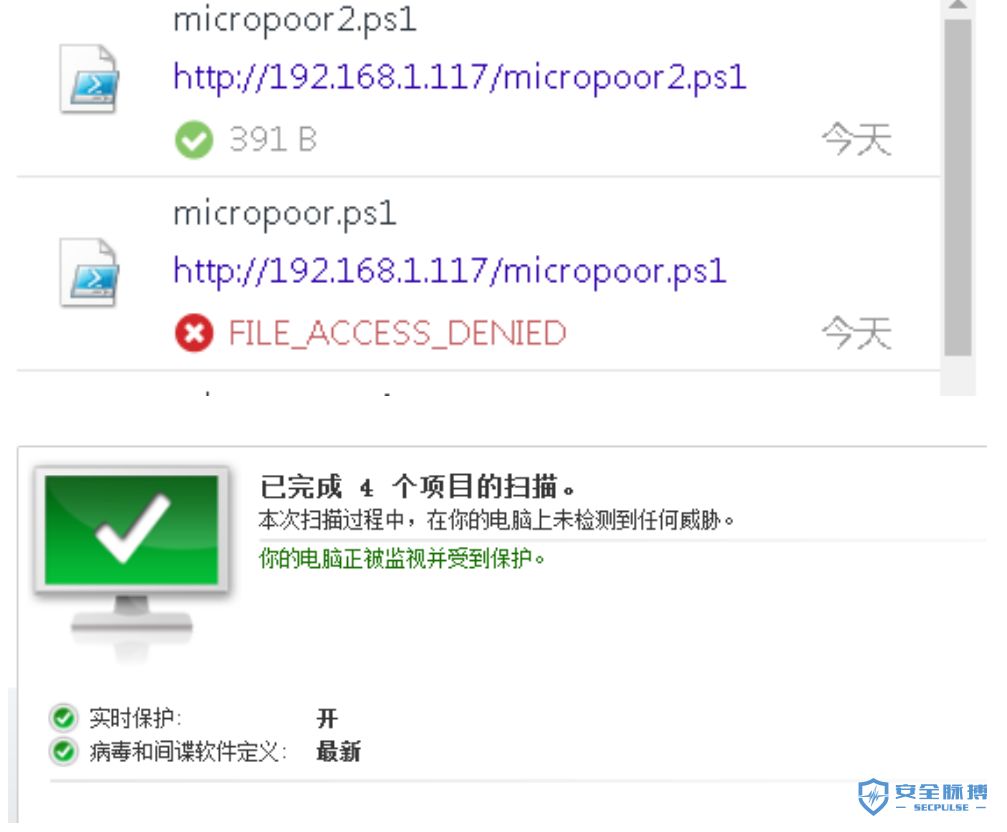 micropoor2.ps1
http://192.168.1.117/micropoor2.ps1
391 B
今天
micropoor.ps1
http://192.168.1.117/micropoor.ps1
FILE_ACCESS_DENIED
今天
已完成 4 个项目的扫描。
本次扫描过程中，在你的电脑上未检测到任何威胁。
你的电脑正被监视并受到保护。
实时保护： 开
病毒和间谍软件定义： 最新
安全脉搏
SECPULSE